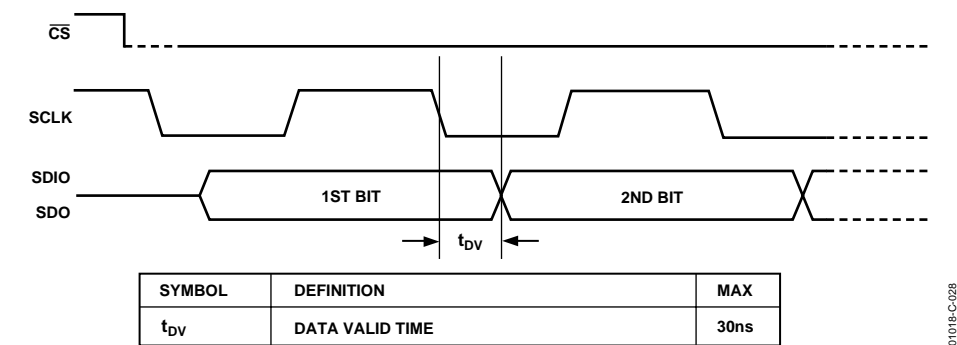 CS
SCLK
SDIO
SDO
1ST BIT
2ND BIT
tDV
SYMBOL DEFINITION MAX
tDV DATA VALID TIME 30ns
01018-C-028